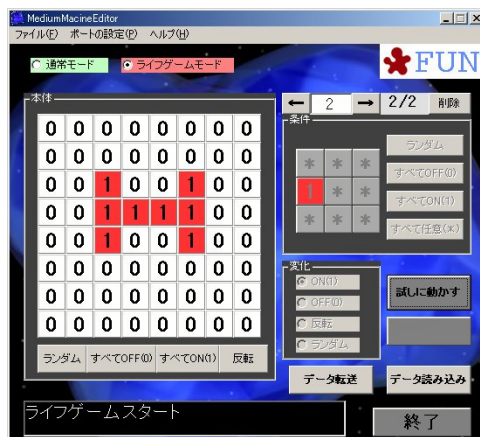 MediumMacineEditor
ファイル(F) ポートの設定(P) ヘルプ(H)
通常モード ライフゲームモード
FUN
本体
0 0 0 0 0 0 0 0
0 0 0 0 0 0 0 0
0 0 1 0 0 1 0 0
0 0 1 1 1 1 0 0
0 0 1 0 0 1 0 0
0 0 0 0 0 0 0 0
0 0 0 0 0 0 0 0
0 0 0 0 0 0 0 0
ランダム すべてOFF(0) すべてON(1) 反転
← 2 → 2/2 削除
条件
* * *
1 * *
* * *
ランダム
すべてOFF(0)
すべてON(1)
すべて任意(*)
変化
ON(1)
OFF(0)
反転
ランダム
試しに動かす
データ転送 データ読み込み
ライフゲームスタート
終了